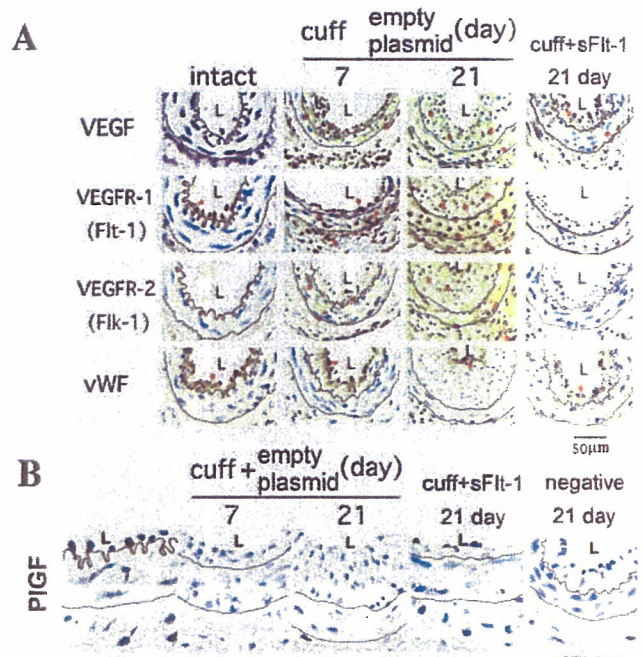 A
cuff empty plasmid (day)
cuff+sFlt-1
intact 7 21 21 day
L L L L
VEGF
L L L L
VEGFR-1
(Flt-1)
L L L L
VEGFR-2
(Flk-1)
L L L L
vWF
50μm
B
cuff + empty plasmid (day)
cuff+sFlt-1 negative
7 21 21 day 21 day
L L L L L
PlGF